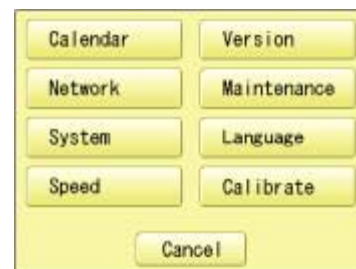 Calendar Version
Network Maintenance
System Language
Speed Calibrate
Cancel